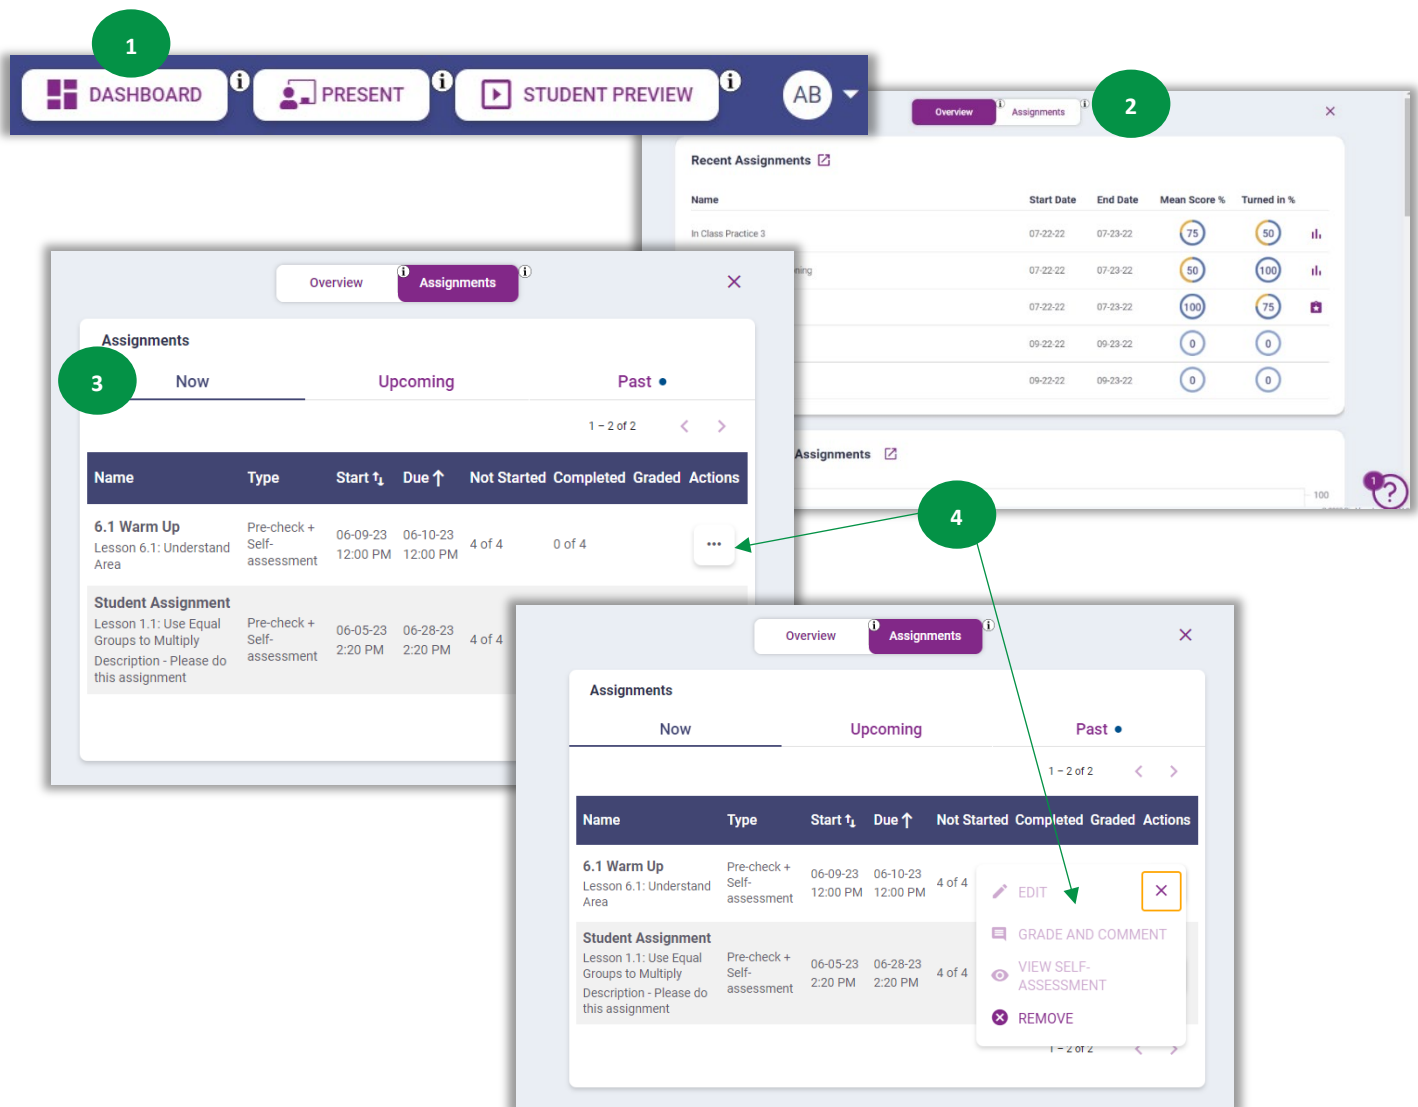 1
DASHBOARD
PRESENT
STUDENT PREVIEW
AB
Overview
Assignments
2
Recent Assignments
Name Start Date End Date Mean Score % Turned in %
In Class Practice 3 07-22-22 07-23-22 75 50
07-22-22 07-23-22 50 100
07-22-22 07-23-22 100 75
09-22-22 09-23-22 0 0
09-22-22 09-23-22 0 0
Assignments
100
1
?
Overview
Assignments
Assignments
3
Now Upcoming Past
1 – 2 of 2
Name Type Start Due Not Started Completed Graded Actions
6.1 Warm Up
Lesson 6.1: Understand
Area
Pre-check +
Self-
assessment
06-09-23
12:00 PM
06-10-23
12:00 PM
4 of 4
0 of 4
Student Assignment
Lesson 1.1: Use Equal
Groups to Multiply
Description - Please do
this assignment
Pre-check +
Self-
assessment
06-05-23
2:20 PM
06-28-23
2:20 PM
4 of 4
4
Overview
Assignments
Assignments
Now Upcoming Past
1 – 2 of 2
Name Type Start Due Not Started Completed Graded Actions
6.1 Warm Up
Lesson 6.1: Understand
Area
Pre-check +
Self-
assessment
06-09-23
12:00 PM
06-10-23
12:00 PM
4 of 4
Student Assignment
Lesson 1.1: Use Equal
Groups to Multiply
Description - Please do
this assignment
Pre-check +
Self-
assessment
06-05-23
2:20 PM
06-28-23
2:20 PM
4 of 4
EDIT
GRADE AND COMMENT
VIEW SELF-
ASSESSMENT
REMOVE
1 – 2 of 2